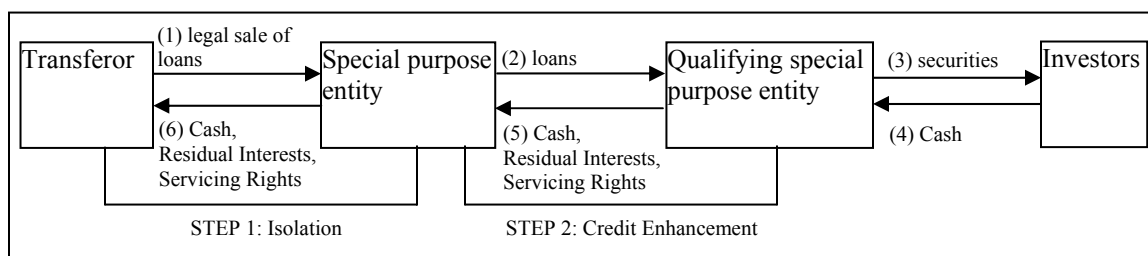 Transferor
(1) legal sale of
loans
Special purpose
entity
(2) loans
Qualifying special
purpose entity
(3) securities
Investors
(4) Cash
(5) Cash,
Residual Interests,
Servicing Rights
(6) Cash,
Residual Interests,
Servicing Rights
STEP 1: Isolation
STEP 2: Credit Enhancement